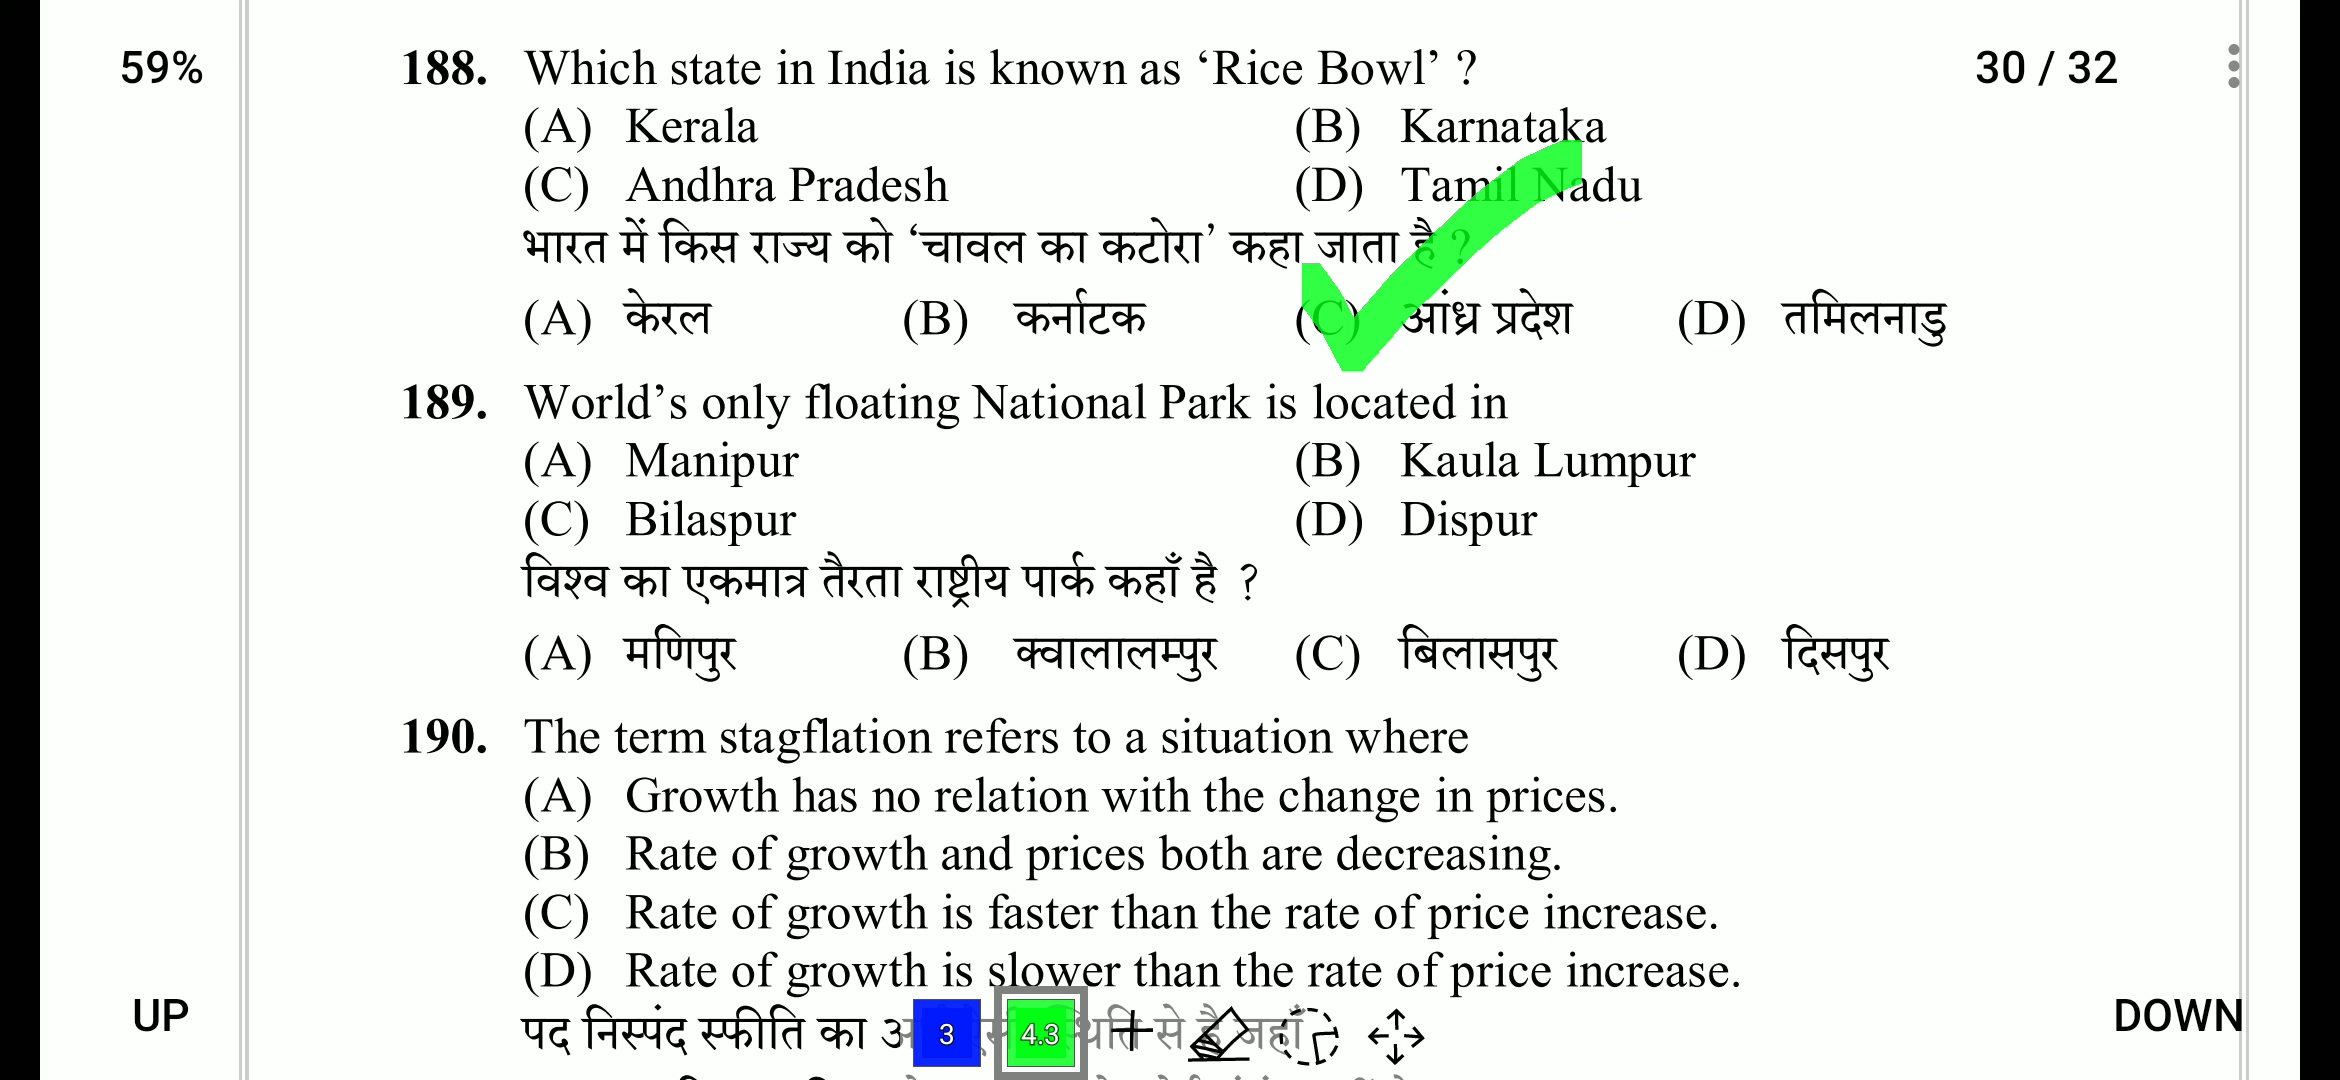 59%
188. Which state in India is known as ‘Rice Bowl’ ?
30 / 32
(A) Kerala (B) Karnataka
(C) Andhra Pradesh (D) Tamil Nadu
भारत में किस राज्य को ‘चावल का कटोरा’ कहा जाता है ?
(A) केरल (B) कर्नाटक (C) आंध्र प्रदेश (D) तमिलनाडु
189. World’s only floating National Park is located in
(A) Manipur (B) Kaula Lumpur
(C) Bilaspur (D) Dispur
विश्व का एकमात्र तैरता राष्ट्रीय पार्क कहाँ है ?
(A) मणिपुर (B) क्वालालम्पुर (C) बिलासपुर (D) दिसपुर
190. The term stagflation refers to a situation where
(A) Growth has no relation with the change in prices.
(B) Rate of growth and prices both are decreasing.
(C) Rate of growth is faster than the rate of price increase.
(D) Rate of growth is slower than the rate of price increase.
UP
DOWN
पद निस्पंद स्फीति का से है जहाँ
3 4.3